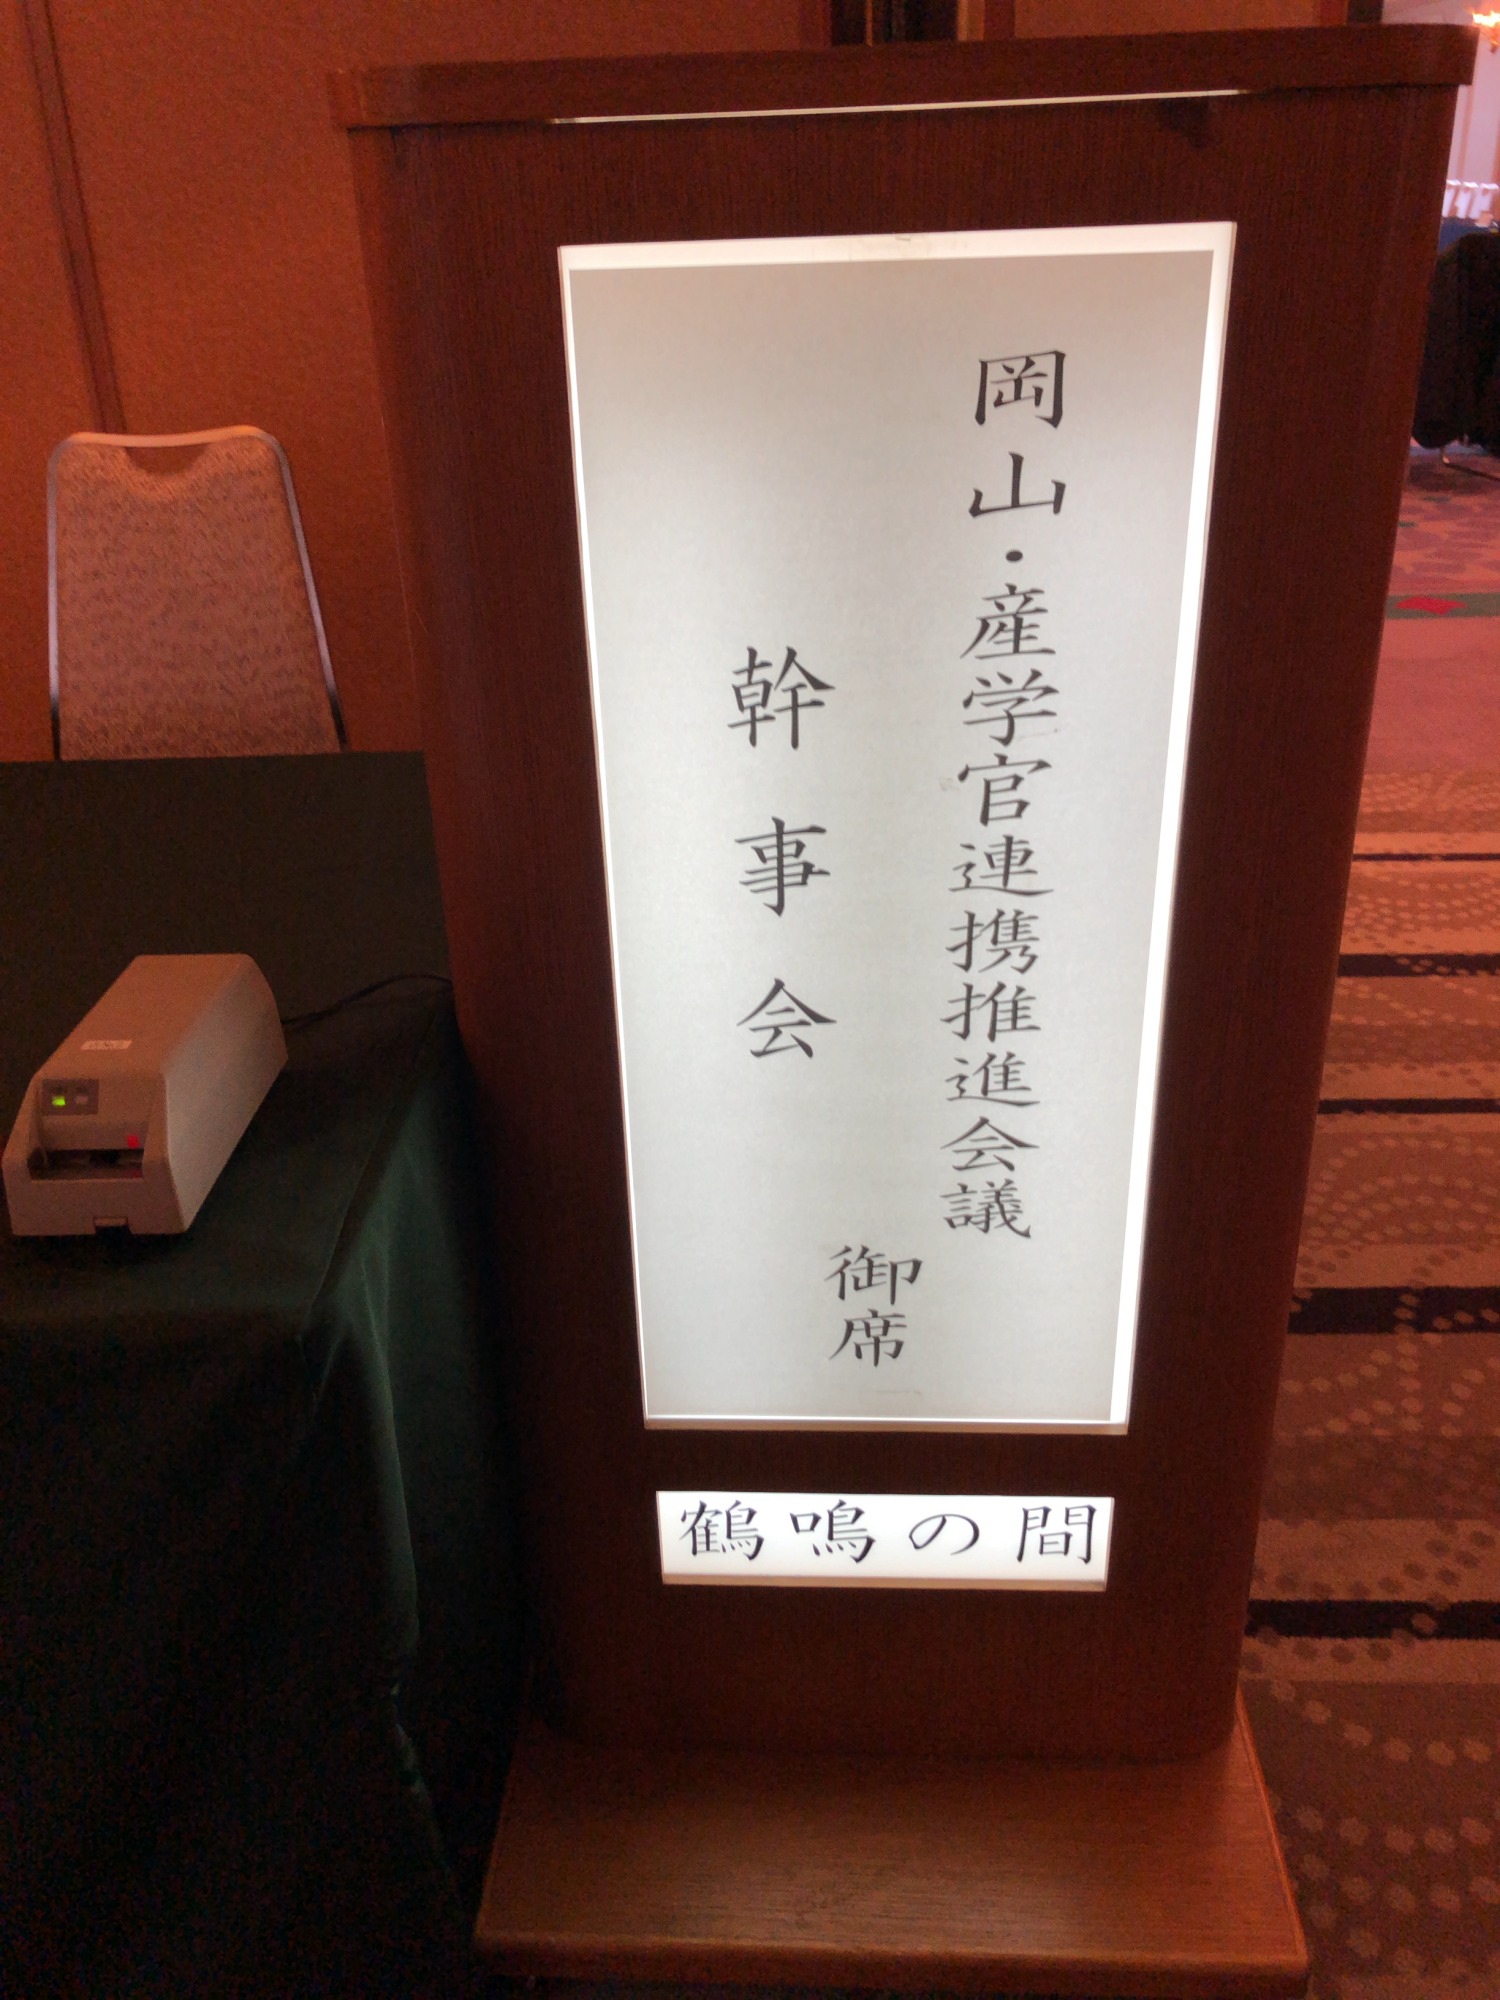 岡山・産学官連携推進会議
幹事会
御席
鶴鳴の間